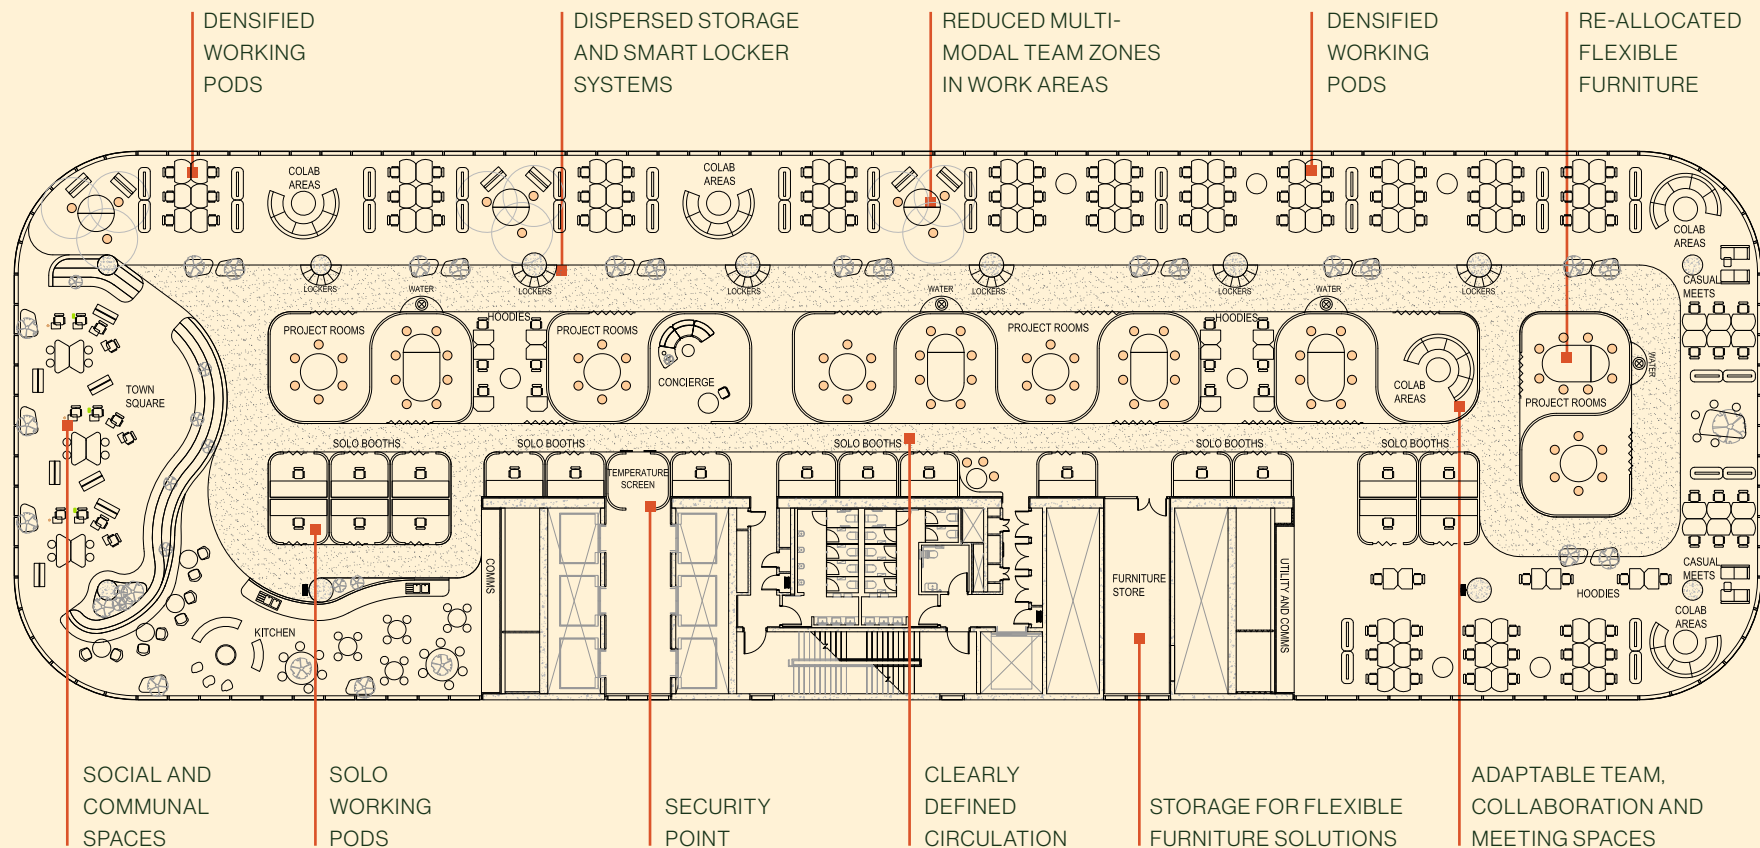 DENSIFIED
WORKING
PODS
DISPERSED STORAGE
AND SMART LOCKER
SYSTEMS
REDUCED MULTI-
MODAL TEAM ZONES
IN WORK AREAS
DENSIFIED
WORKING
PODS
RE-ALLOCATED
FLEXIBLE
FURNITURE
COLAB
AREAS
COLAB
AREAS
COLAB
AREAS
LOCKERS
LOCKERS
LOCKERS
LOCKERS
LOCKERS
LOCKERS
CASUAL
MEETS
WATER
WATER
WATER
PROJECT ROOMS
HOODIES
PROJECT ROOMS
PROJECT ROOMS
HOODIES
WATER
TOWN
SQUARE
CONCIERGE
COLAB
AREAS
PROJECT ROOMS
SOLO BOOTHS
SOLO BOOTHS
SOLO BOOTHS
SOLO BOOTHS
SOLO BOOTHS
TEMPERATURE
SCREEN
COMMS
FURNITURE
STORE
UTILITY AND COMMS
CASUAL
MEETS
HOODIES
COLAB
AREAS
KITCHEN
SOCIAL AND
COMMUNAL
SPACES
SOLO
WORKING
PODS
SECURITY
POINT
CLEARLY
DEFINED
CIRCULATION
STORAGE FOR FLEXIBLE
FURNITURE SOLUTIONS
ADAPTABLE TEAM,
COLLABORATION AND
MEETING SPACES